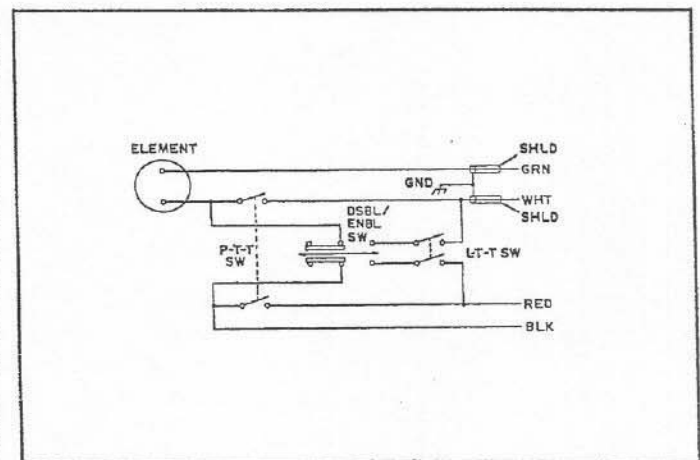 ELEMENT
SHLD
GRN
GND
WHT
SHLD
DSBL/
ENBL
SW
P-T-T
SW
L-T-T SW
RED
BLK